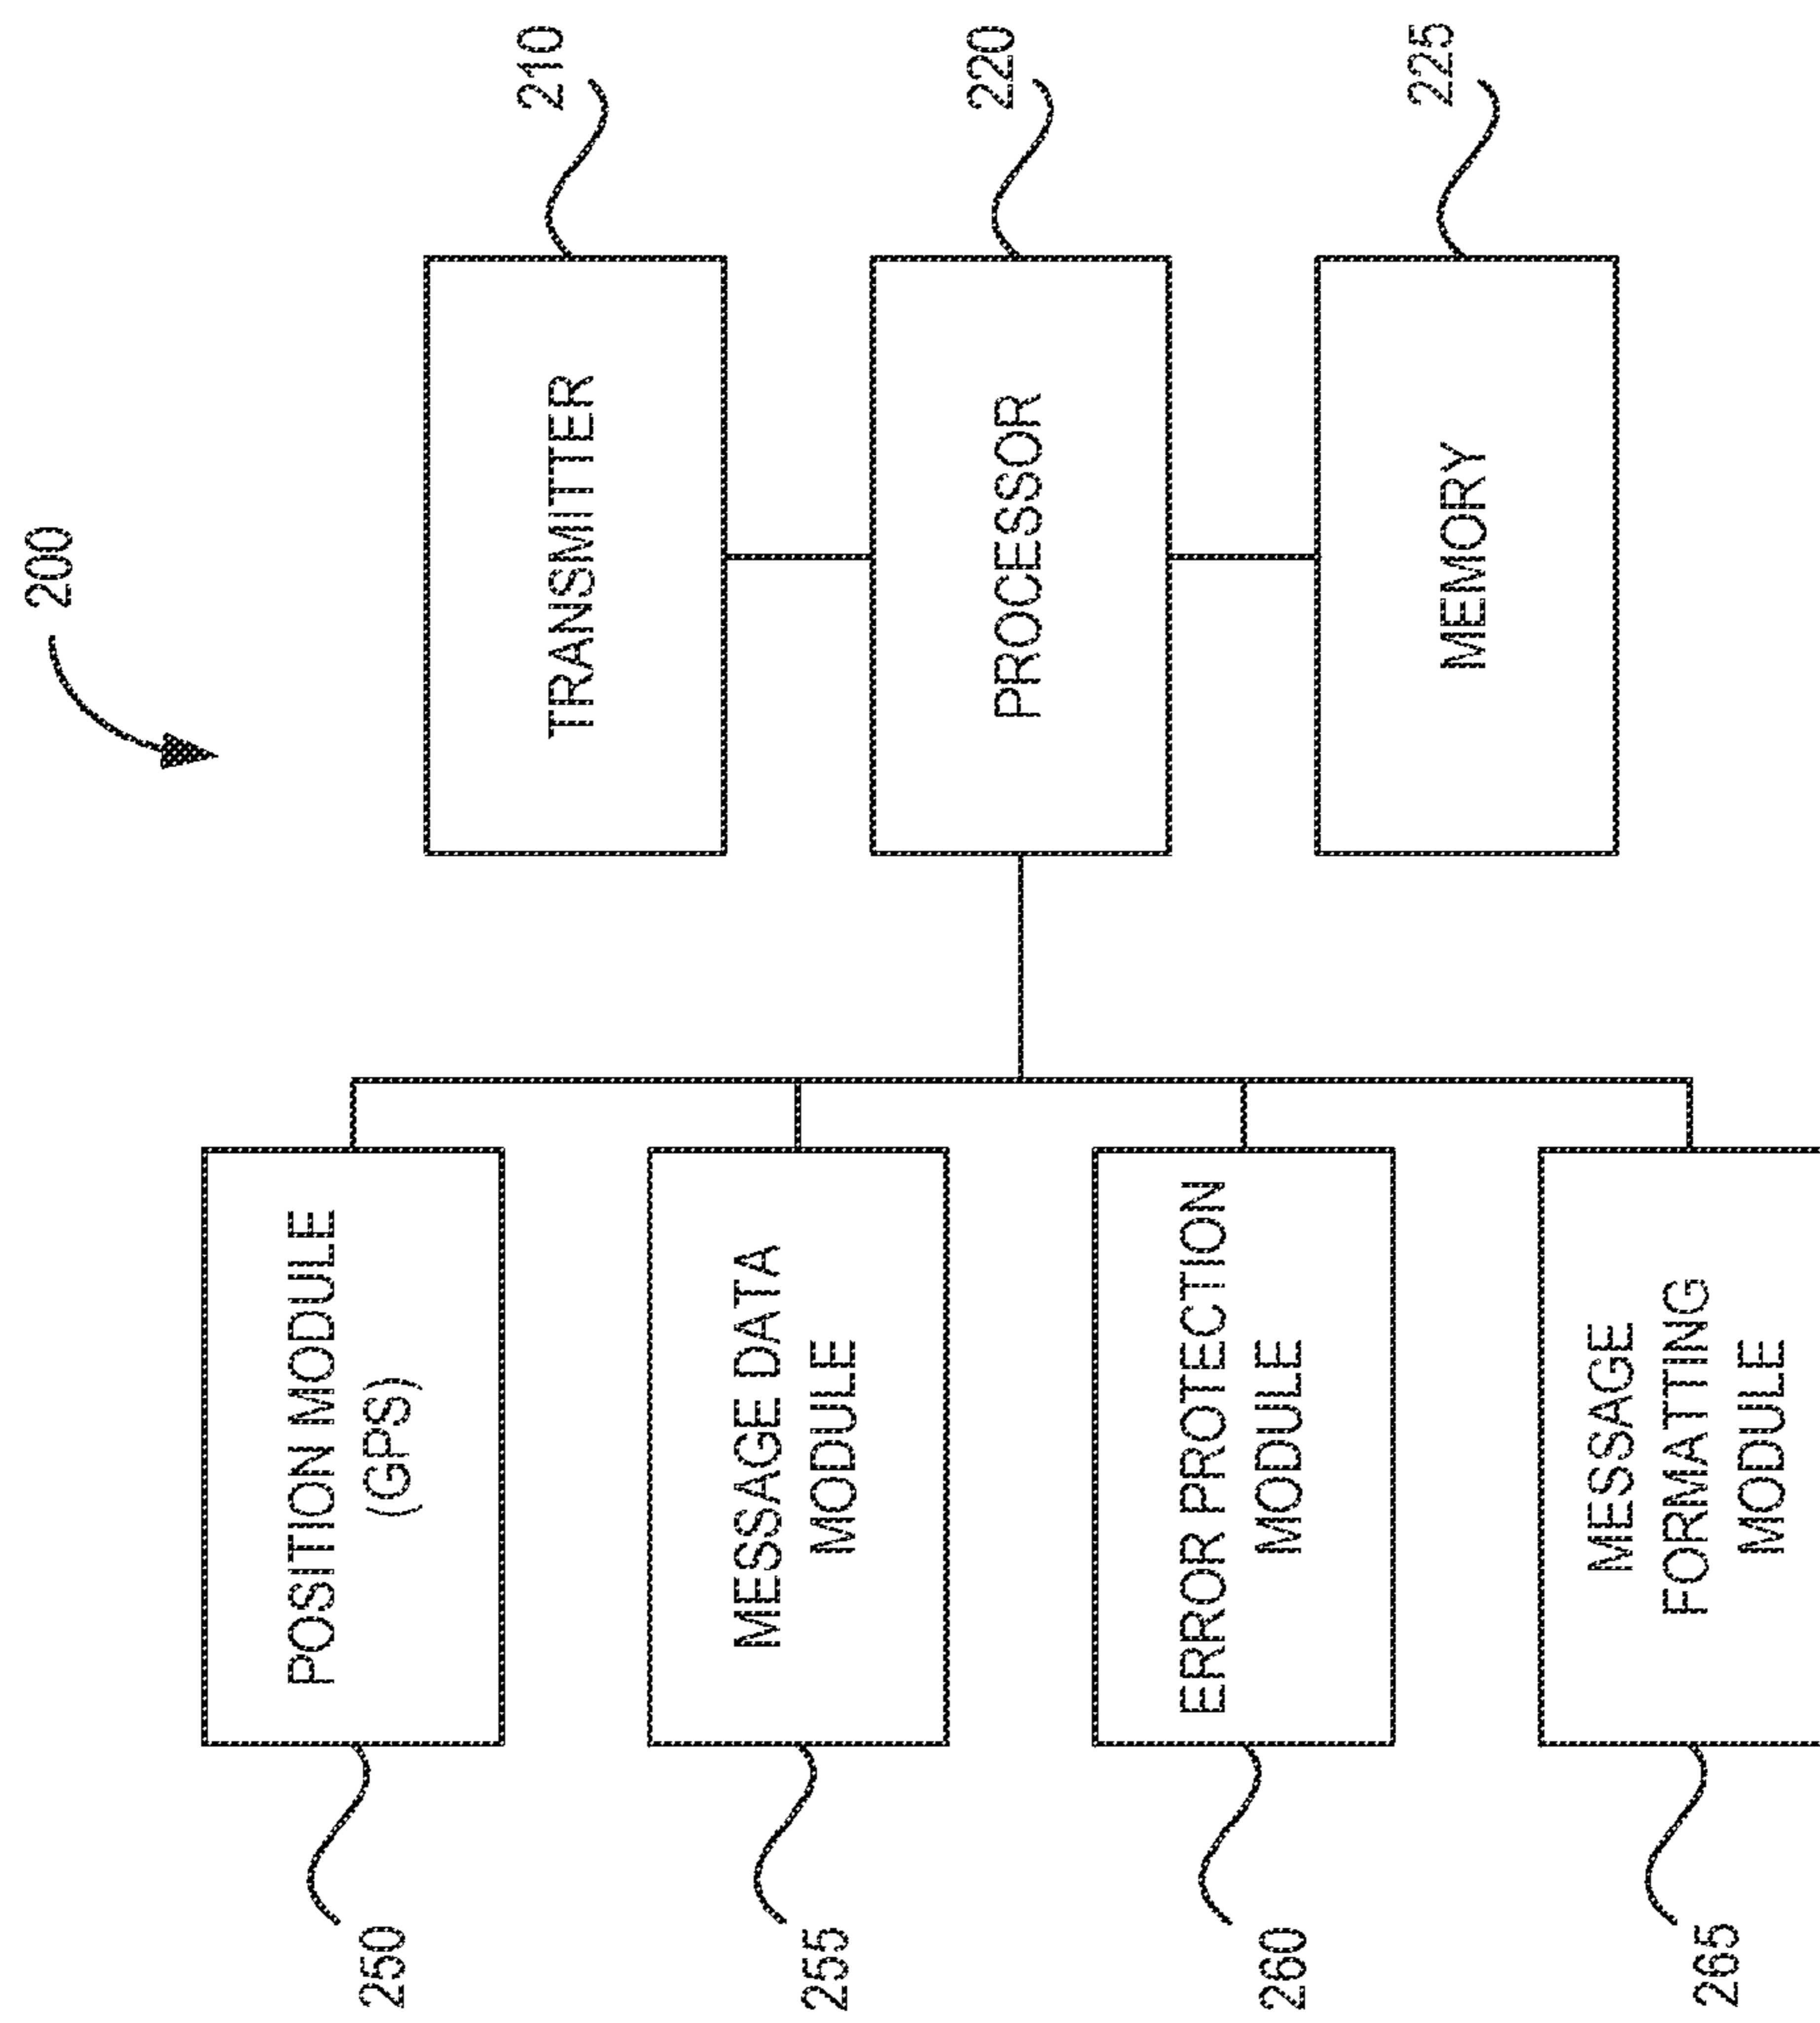 200
POSITION MODULE
(GPS)
250
MESSAGE DATA
MODULE
255
ERROR PROTECTION
MODULE
260
MESSAGE
FORMATTING
MODULE
265
TRANSMITTER
210
PROCESSOR
220
MEMORY
225